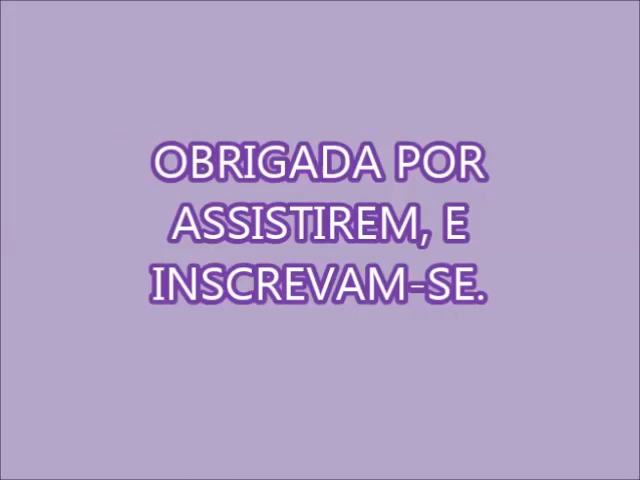 OBRIGADA POR
ASSISTIREM, E
INSCREVAM-SE.